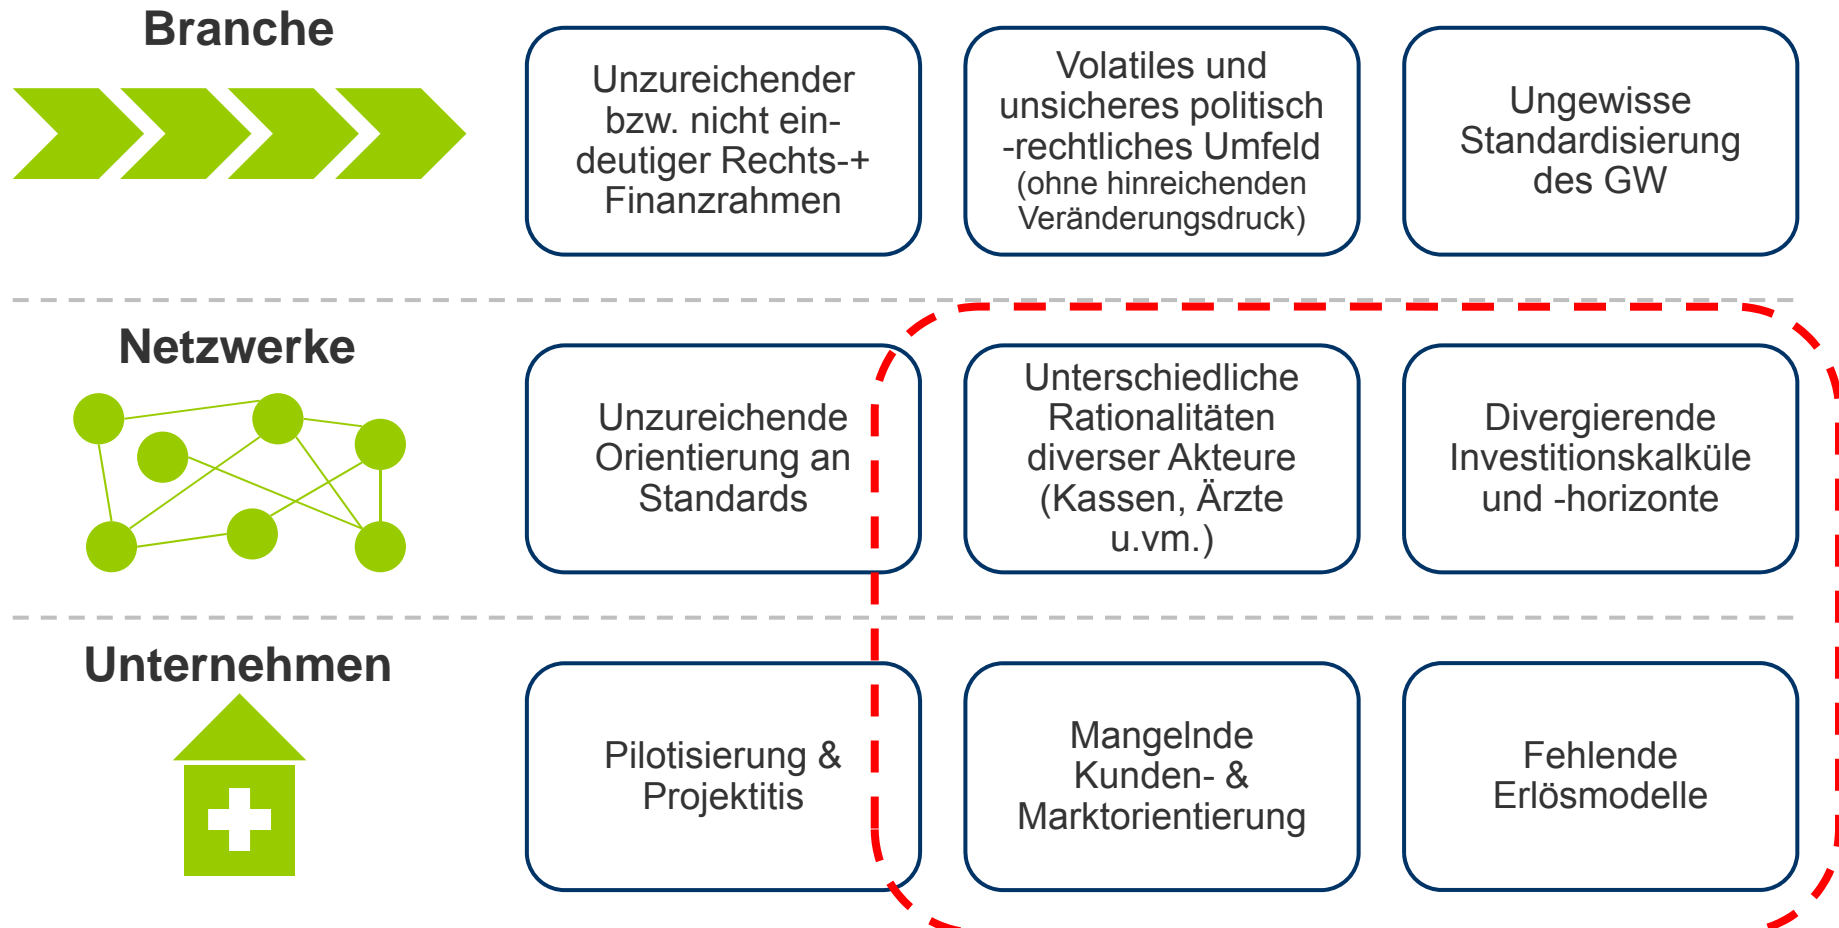 Branche
Unzureichender
bzw. nicht ein-
deutiger Rechts-+
Finanzrahmen
Volatiles und
unsicheres politisch
-rechtliches Umfeld
(ohne hinreichenden
Veränderungsdruck)
Ungewisse
Standardisierung
des GW
Netzwerke
Unzureichende
Orientierung an
Standards
Unterschiedliche
Rationalitäten
diverser Akteure
(Kassen, Ärzte
u.vm.)
Divergierende
Investitionskalküle
und -horizonte
Unternehmen
Pilotisierung &
Projektitis
Mangelnde
Kunden- &
Marktorientierung
Fehlende
Erlösmodelle